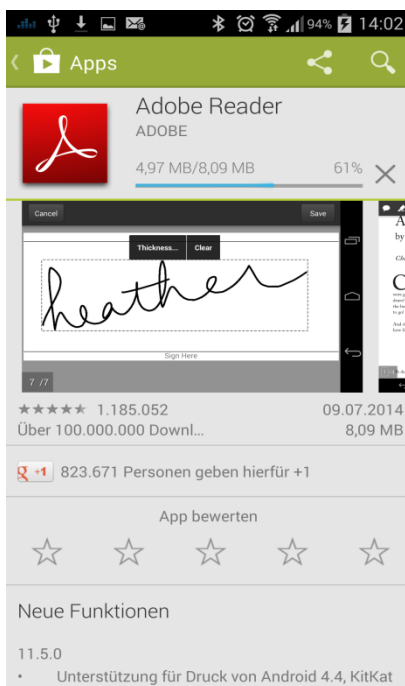 94% 14:02
Apps
Adobe Reader
ADOBE
4,97 MB/8,09 MB 61%
Cancel Save
Thickness... Clear
heather
Sign Here
7 /7
1.185.052 09.07.2014
Über 100.000.000 Downl... 8,09 MB
g +1 823.671 Personen geben hierfür +1
App bewerten
Neue Funktionen
11.5.0
• Unterstützung für Druck von Android 4.4, KitKat